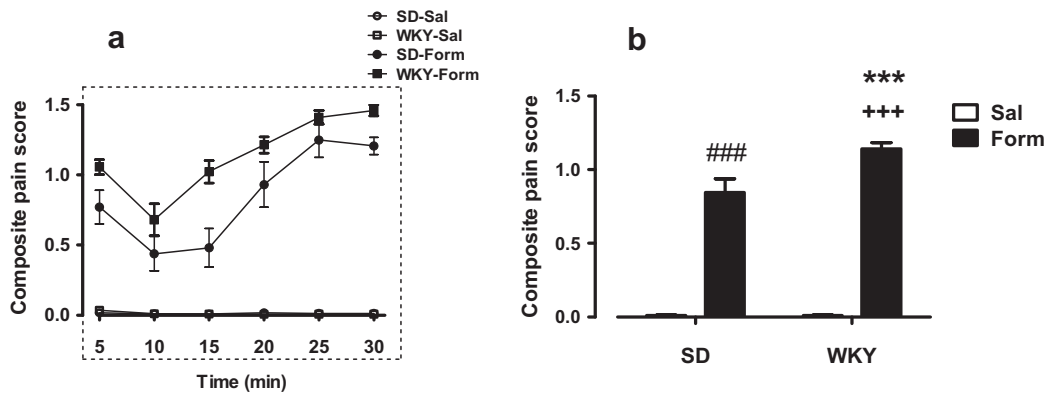 a
SD-Sal
WKY-Sal
SD-Form
WKY-Form
Composite pain score
1.5
1.0
0.5
0.0
5 10 15 20 25 30
Time (min)
b
Composite pain score
1.5
1.0
0.5
0.0
###
***
+++
SD WKY
Sal
Form